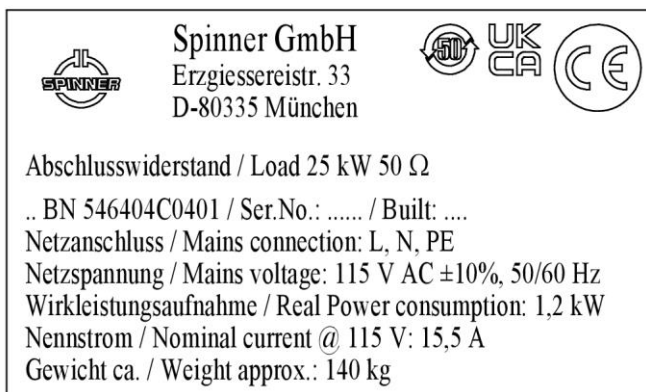 SPINNER
Spinner GmbH
Erzgiessereistr. 33
D-80335 München
50
UK
CA
CE
Abschlusswiderstand / Load 25 kW 50 Ω
.. BN 546404C0401 / Ser.No.: ...... / Built: ....
Netzanschluss / Mains connection: L, N, PE
Netzspannung / Mains voltage: 115 V AC ±10%, 50/60 Hz
Wirkleistungsaufnahme / Real Power consumption: 1,2 kW
Nennstrom / Nominal current @ 115 V: 15,5 A
Gewicht ca. / Weight approx.: 140 kg